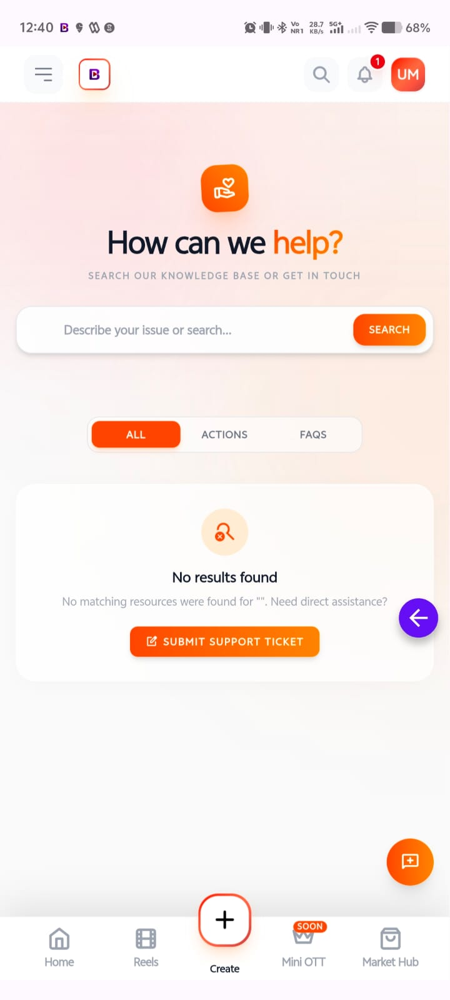 12:40
Vo
NR1
28.7
KB/s
5G+
68%
B
1
UM
How can we help?
SEARCH OUR KNOWLEDGE BASE OR GET IN TOUCH
Describe your issue or search...
SEARCH
ALL
ACTIONS
FAQS
No results found
No matching resources were found for "". Need direct assistance?
SUBMIT SUPPORT TICKET
SOON
Home
Reels
Create
Mini OTT
Market Hub